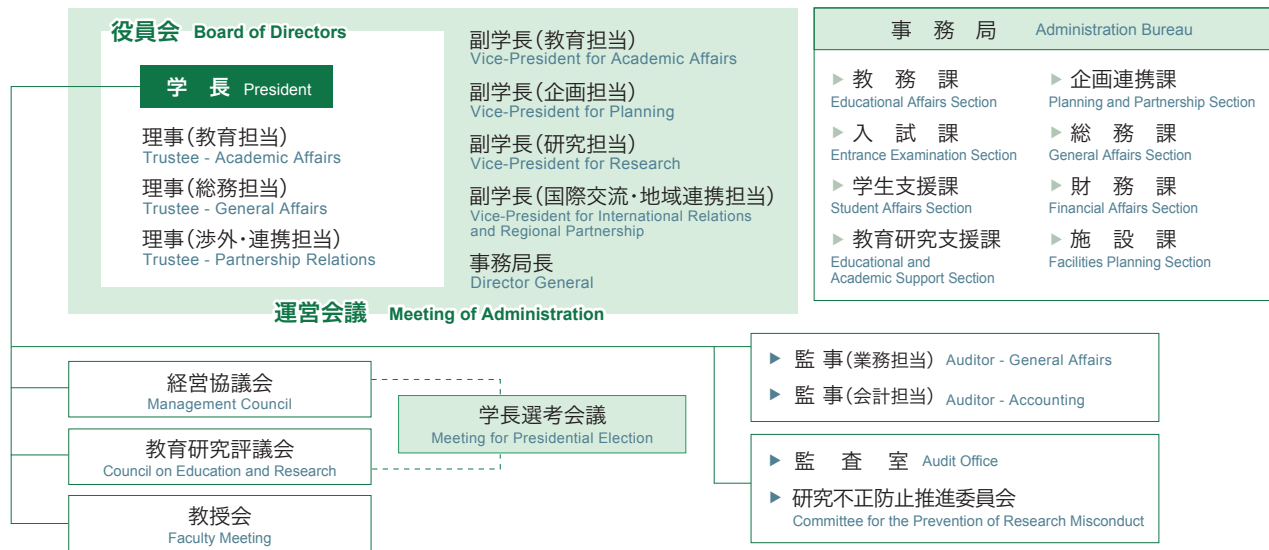 役員会 Board of Directors
学 長 President
理事(教育担当)
Trustee - Academic Affairs
理事(総務担当)
Trustee - General Affairs
理事(渉外・連携担当)
Trustee - Partnership Relations
副学長(教育担当)
Vice-President for Academic Affairs
副学長(企画担当)
Vice-President for Planning
副学長(研究担当)
Vice-President for Research
副学長(国際交流・地域連携担当)
Vice-President for International Relations
and Regional Partnership
事務局長
Director General
運営会議 Meeting of Administration
事 務 局 Administration Bureau
教 務 課
Educational Affairs Section
入 試 課
Entrance Examination Section
学生支援課
Student Affairs Section
教育研究支援課
Educational and
Academic Support Section
企画連携課
Planning and Partnership Section
総 務 課
General Affairs Section
財 務 課
Financial Affairs Section
施 設 課
Facilities Planning Section
経営協議会
Management Council
教育研究評議会
Council on Education and Research
教授会
Faculty Meeting
学長選考会議
Meeting for Presidential Election
監 事(業務担当) Auditor - General Affairs
監 事(会計担当) Auditor - Accounting
監 査 室 Audit Office
研究不正防止推進委員会
Committee for the Prevention of Research Misconduct